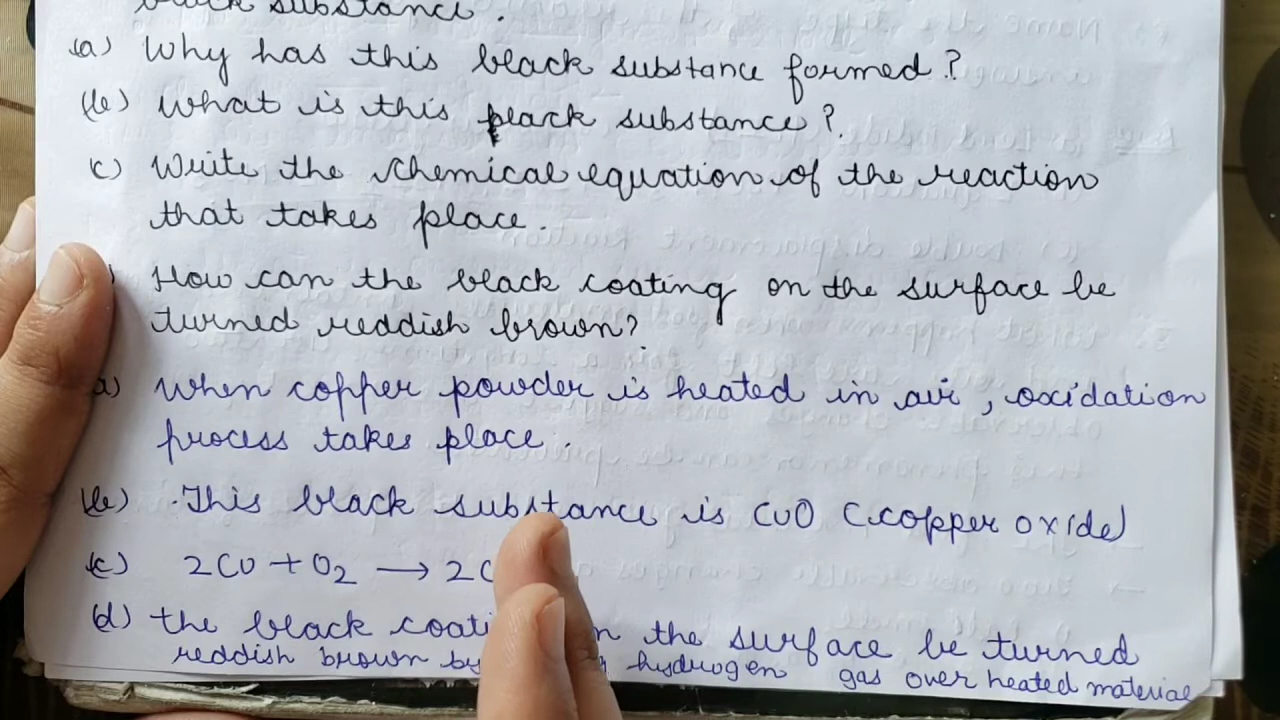 black substance.
(a) Why has this black substance formed?
(b) What is this black substance?
c) Write the chemical equation of the reaction
that takes place.
) How can the black coating on the surface be
turned reddish brown?
a) When copper powder is heated in air, oxidation
process takes place.
(b) This black substance is CuO (copper oxide)
(c) 2Cu + O2 → 2C
(d) the black coati n the surface be turned
reddish brown by hydrogen gas over heated material